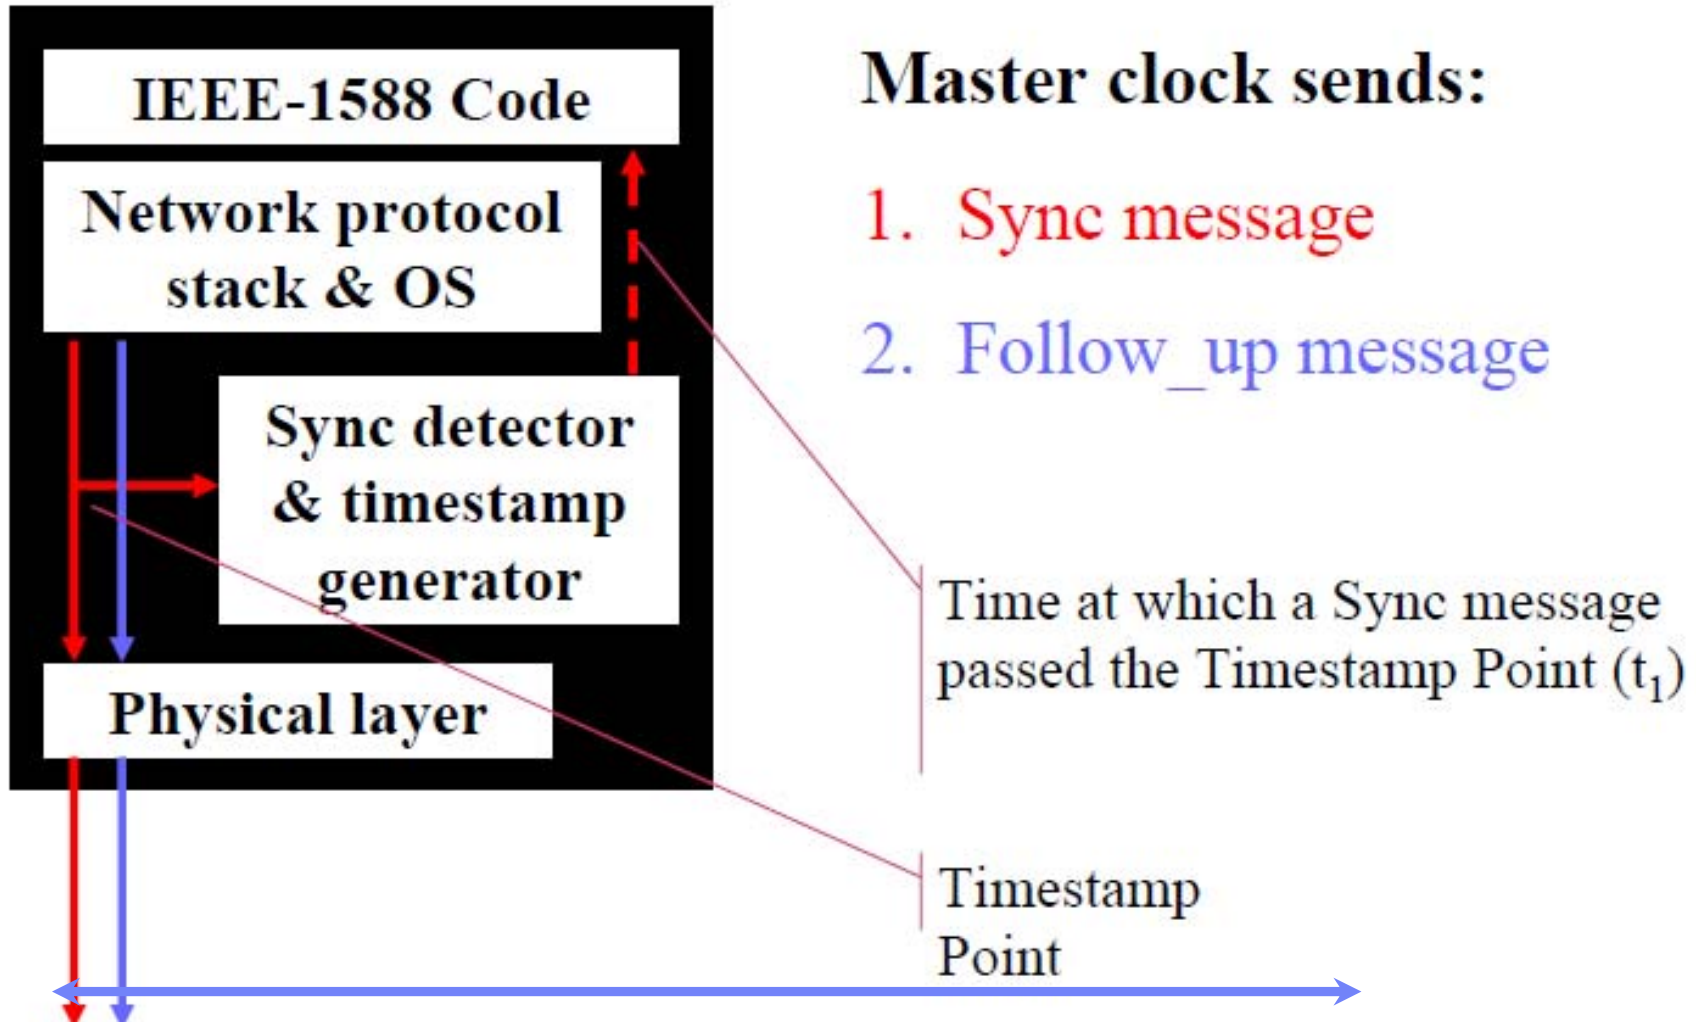 IEEE-1588 Code
Network protocol
stack & OS
Sync detector
& timestamp
generator
Physical layer
Master clock sends:
1. Sync message
2. Follow_up message
Time at which a Sync message
passed the Timestamp Point (t₁)
Timestamp
Point